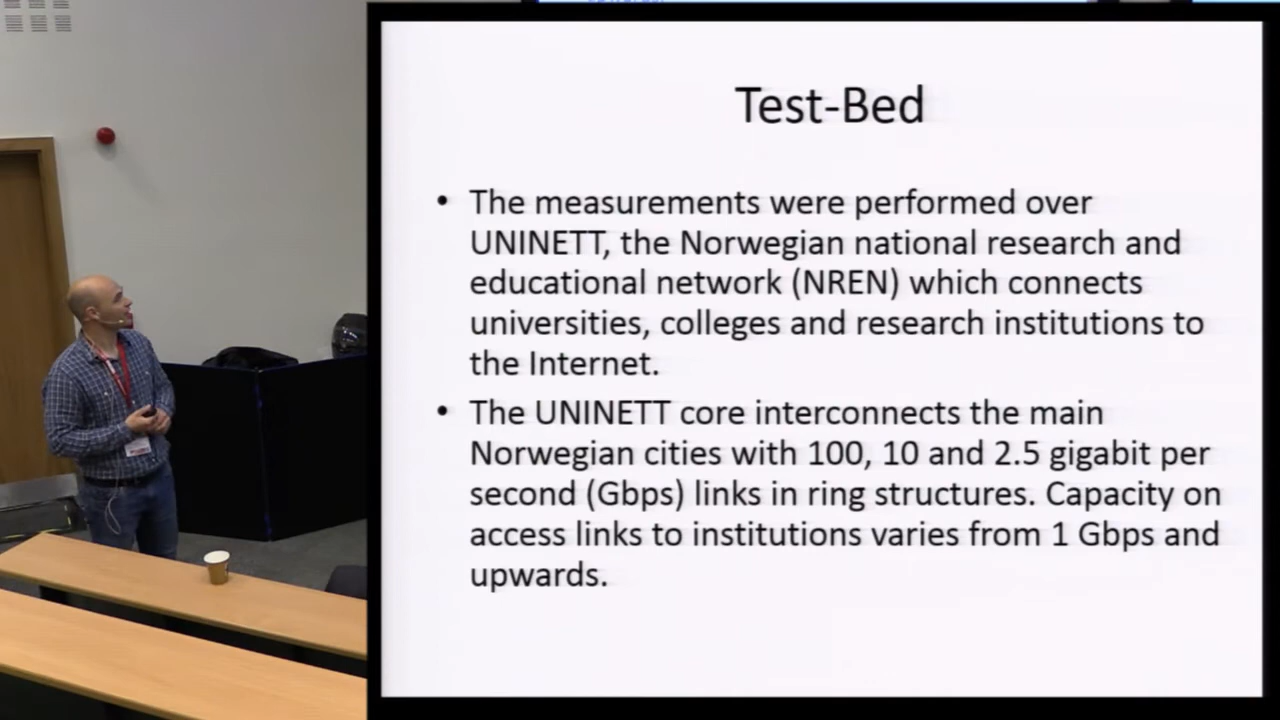 Test-Bed
• The measurements were performed over
UNINETT, the Norwegian national research and
educational network (NREN) which connects
universities, colleges and research institutions to
the Internet.
• The UNINETT core interconnects the main
Norwegian cities with 100, 10 and 2.5 gigabit per
second (Gbps) links in ring structures. Capacity on
access links to institutions varies from 1 Gbps and
upwards.